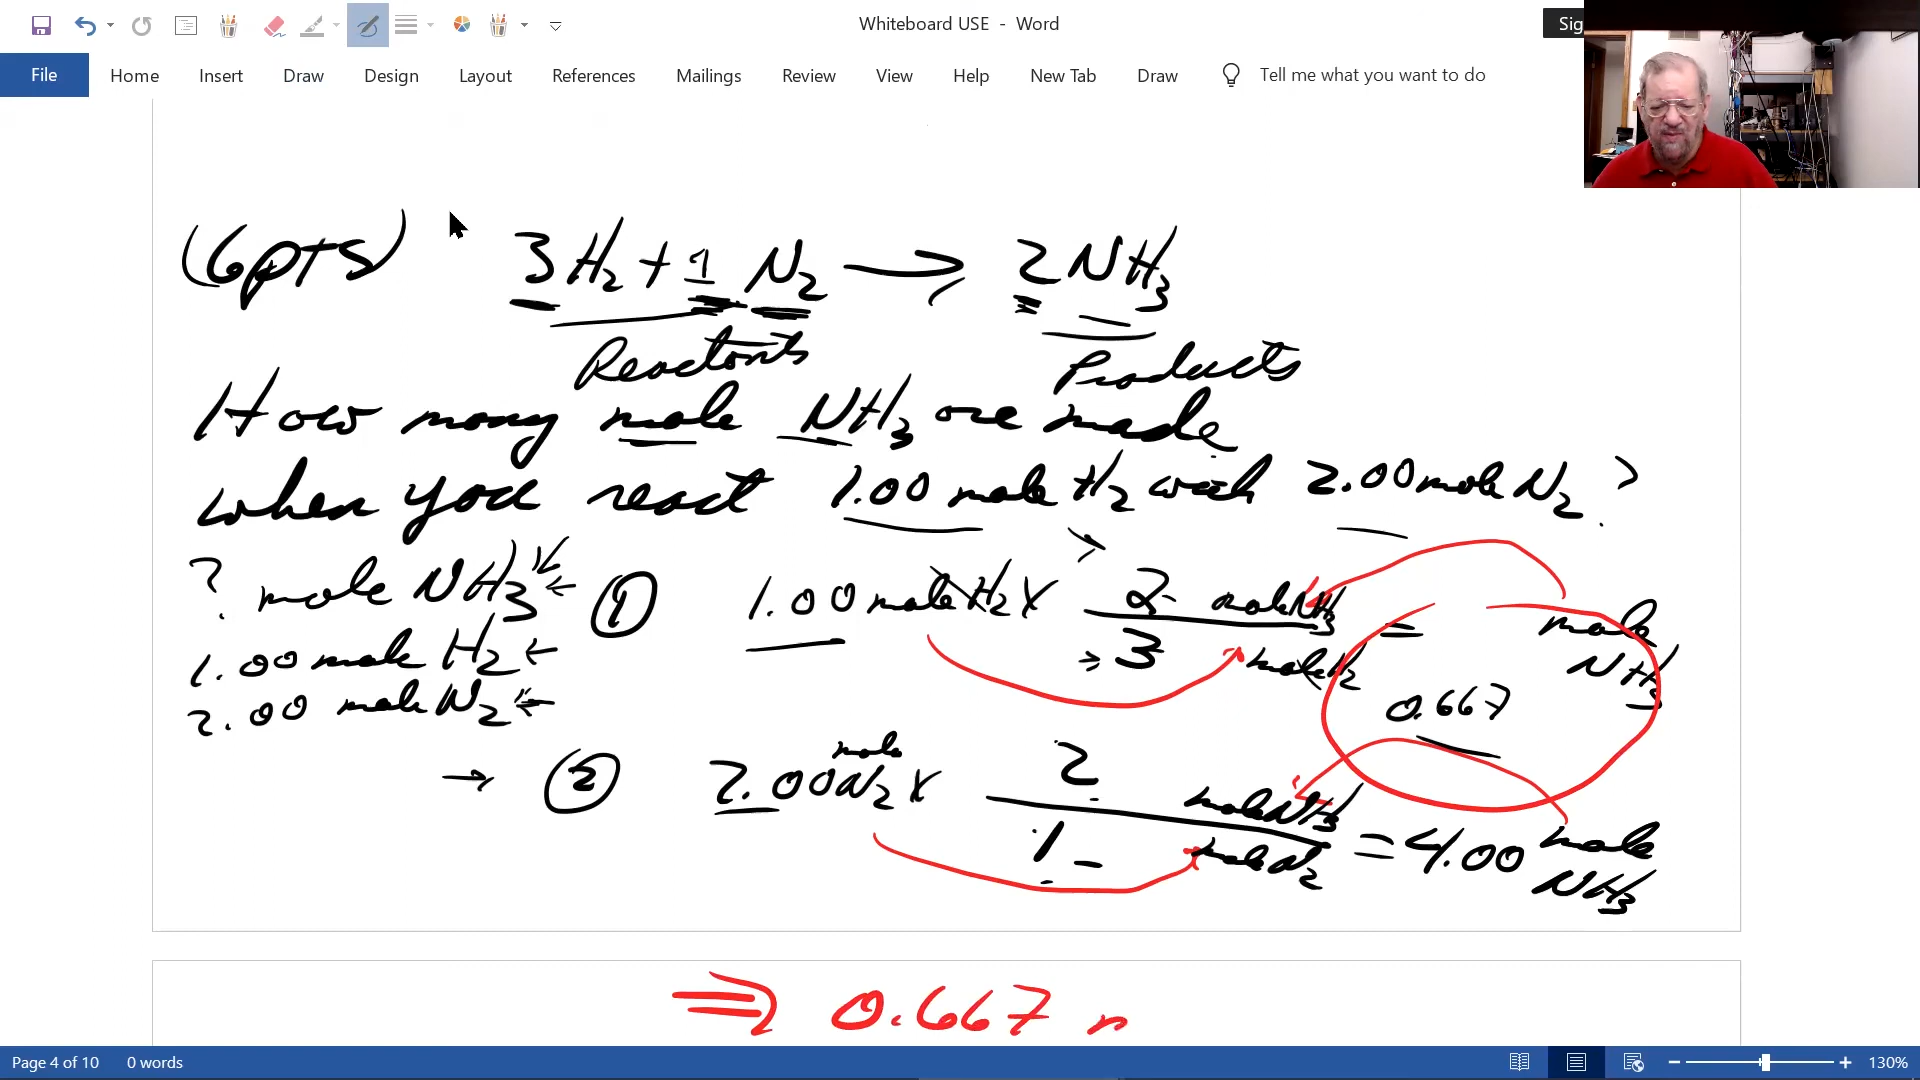 Whiteboard USE - Word
Sig
File Home Insert Draw Design Layout References Mailings Review View Help New Tab Draw Tell me what you want to do
(6pts) 3H₂ + 1 N₂ → 2NH₃
Reactants Products
How many mole NH₃ are made
when you react 1.00 mole H₂ with 2.00 mole N₂?
? mole NH₃ ←
1.00 mole H₂ ←
2.00 mole N₂ ←
① 1.00 mole H₂ X 2 mole NH₃ / 3 mole H₂ = 0.667 mole NH₃
→ ② 2.00 mole N₂ X 2 mole NH₃ / 1 mole N₂ = 4.00 mole NH₃
⇒ 0.667
Page 4 of 10 0 words 130%